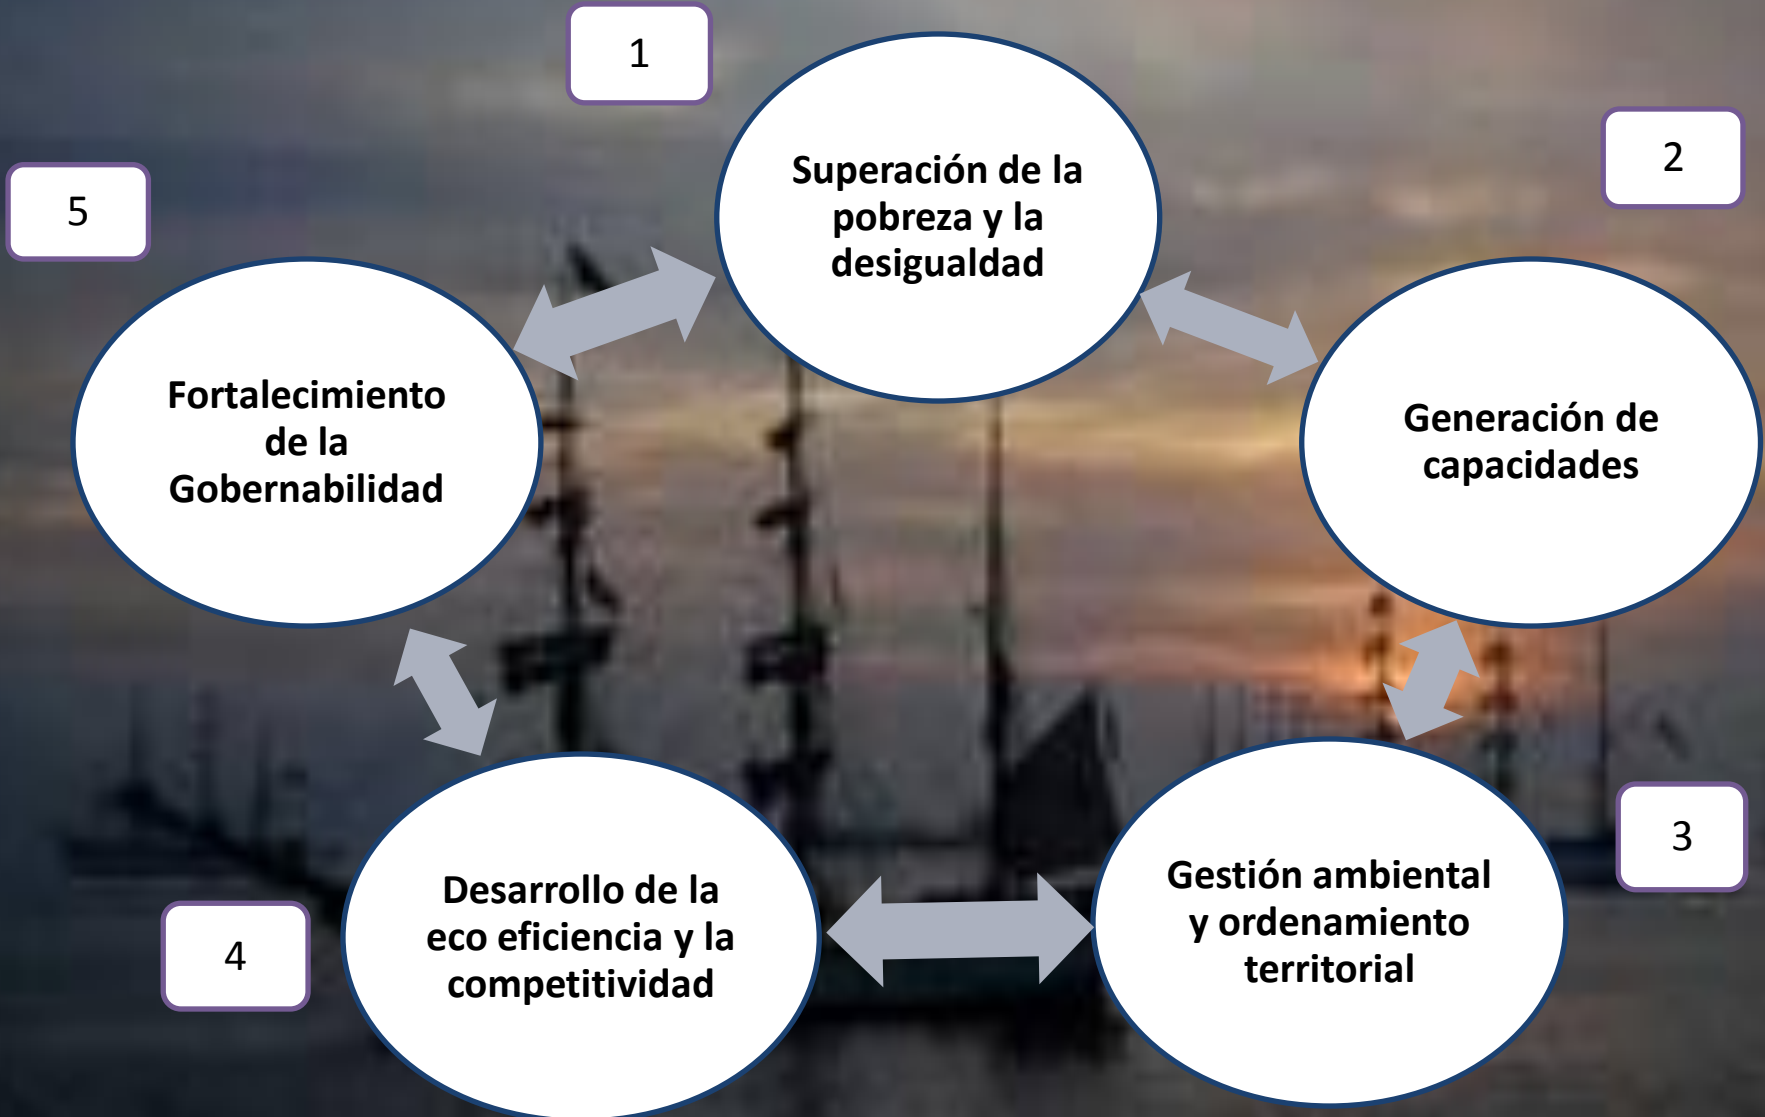 1
Superación de la
pobreza y la
desigualdad
2
Generación de
capacidades
3
Gestión ambiental
y ordenamiento
territorial
4
Desarrollo de la
eco eficiencia y la
competitividad
5
Fortalecimiento
de la
Gobernabilidad